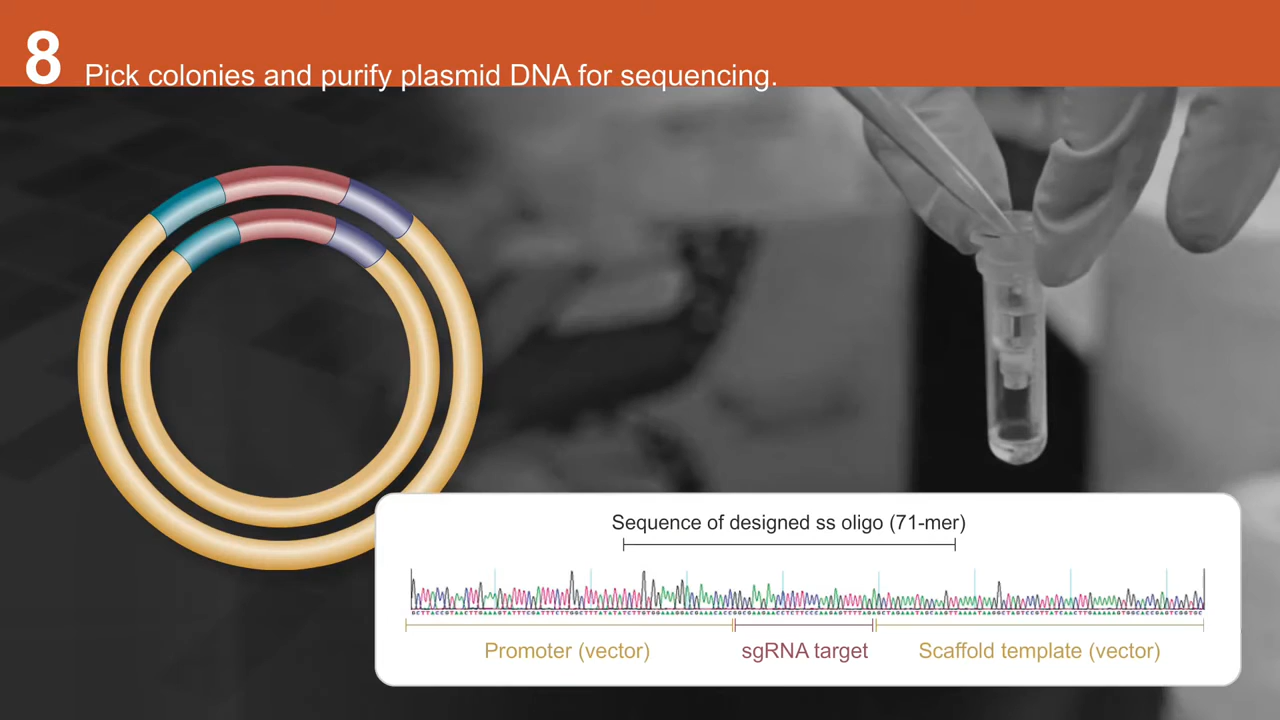 8 Pick colonies and purify plasmid DNA for sequencing.
Sequence of designed ss oligo (71-mer)
Promoter (vector) sgRNA target Scaffold template (vector)